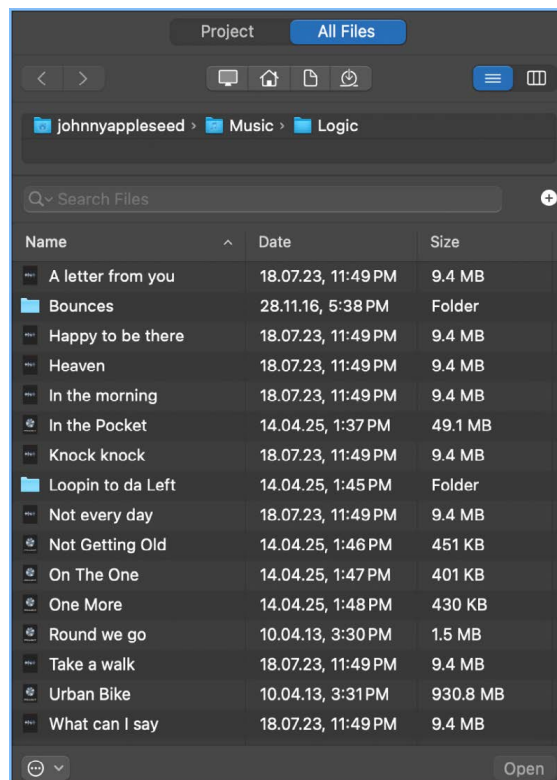 Project All Files
johnnyappleseed › Music › Logic
Search Files
Name Date Size
A letter from you 18.07.23, 11:49 PM 9.4 MB
Bounces 28.11.16, 5:38 PM Folder
Happy to be there 18.07.23, 11:49 PM 9.4 MB
Heaven 18.07.23, 11:49 PM 9.4 MB
In the morning 18.07.23, 11:49 PM 9.4 MB
In the Pocket 14.04.25, 1:37 PM 49.1 MB
Knock knock 18.07.23, 11:49 PM 9.4 MB
Loopin to da Left 14.04.25, 1:45 PM Folder
Not every day 18.07.23, 11:49 PM 9.4 MB
Not Getting Old 14.04.25, 1:46 PM 451 KB
On The One 14.04.25, 1:47 PM 401 KB
One More 14.04.25, 1:48 PM 430 KB
Round we go 10.04.13, 3:30 PM 1.5 MB
Take a walk 18.07.23, 11:49 PM 9.4 MB
Urban Bike 10.04.13, 3:31 PM 930.8 MB
What can I say 18.07.23, 11:49 PM 9.4 MB
Open